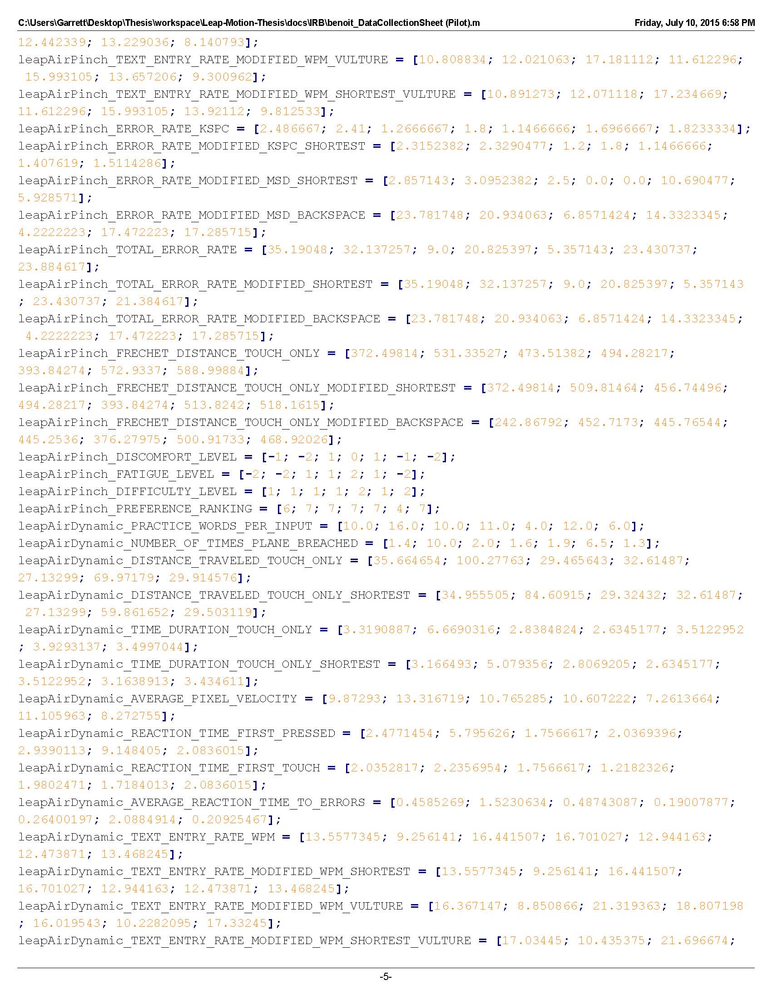 C:\Users\Garrett\Desktop\Thesis\workspace\Leap-Motion-Thesis\docs\IRB\benoit_DataCollectionSheet (Pilot).m Friday, July 10, 2015 6:58 PM
12.442339; 13.229036; 8.140793];
leapAirPinch_TEXT_ENTRY_RATE_MODIFIED_WPM_VULTURE = [10.808834; 12.021063; 17.181112; 11.612296;
15.993105; 13.657206; 9.300962];
leapAirPinch_TEXT_ENTRY_RATE_MODIFIED_WPM_SHORTEST_VULTURE = [10.891273; 12.071118; 17.234669;
11.612296; 15.993105; 13.92112; 9.812533];
leapAirPinch_ERROR_RATE_KSPC = [2.486667; 2.41; 1.2666667; 1.8; 1.1466666; 1.6966667; 1.8233334];
leapAirPinch_ERROR_RATE_MODIFIED_KSPC_SHORTEST = [2.3152382; 2.3290477; 1.2; 1.8; 1.1466666;
1.407619; 1.5114286];
leapAirPinch_ERROR_RATE_MODIFIED_MSD_SHORTEST = [2.857143; 3.0952382; 2.5; 0.0; 0.0; 10.690477;
5.928571];
leapAirPinch_ERROR_RATE_MODIFIED_MSD_BACKSPACE = [23.781748; 20.934063; 6.8571424; 14.3323345;
4.2222223; 17.472223; 17.285715];
leapAirPinch_TOTAL_ERROR_RATE = [35.19048; 32.137257; 9.0; 20.825397; 5.357143; 23.430737;
23.884617];
leapAirPinch_TOTAL_ERROR_RATE_MODIFIED_SHORTEST = [35.19048; 32.137257; 9.0; 20.825397; 5.357143
; 23.430737; 21.384617];
leapAirPinch_TOTAL_ERROR_RATE_MODIFIED_BACKSPACE = [23.781748; 20.934063; 6.8571424; 14.3323345;
4.2222223; 17.472223; 17.285715];
leapAirPinch_FRECHET_DISTANCE_TOUCH_ONLY = [372.49814; 531.33527; 473.51382; 494.28217;
393.84274; 572.9337; 588.99884];
leapAirPinch_FRECHET_DISTANCE_TOUCH_ONLY_MODIFIED_SHORTEST = [372.49814; 509.81464; 456.74496;
494.28217; 393.84274; 513.8242; 518.1615];
leapAirPinch_FRECHET_DISTANCE_TOUCH_ONLY_MODIFIED_BACKSPACE = [242.86792; 452.7173; 445.76544;
445.2536; 376.27975; 500.91733; 468.92026];
leapAirPinch_DISCOMFORT_LEVEL = [-1; -2; 1; 0; 1; -1; -2];
leapAirPinch_FATIGUE_LEVEL = [-2; -2; 1; 1; 2; 1; -2];
leapAirPinch_DIFFICULTY_LEVEL = [1; 1; 1; 1; 2; 1; 2];
leapAirPinch_PREFERENCE_RANKING = [6; 7; 7; 7; 7; 4; 7];
leapAirDynamic_PRACTICE_WORDS_PER_INPUT = [10.0; 16.0; 10.0; 11.0; 4.0; 12.0; 6.0];
leapAirDynamic_NUMBER_OF_TIMES_PLANE_BREACHED = [1.4; 10.0; 2.0; 1.6; 1.9; 6.5; 1.3];
leapAirDynamic_DISTANCE_TRAVELED_TOUCH_ONLY = [35.664654; 100.27763; 29.465643; 32.61487;
27.13299; 69.97179; 29.914576];
leapAirDynamic_DISTANCE_TRAVELED_TOUCH_ONLY_SHORTEST = [34.955505; 84.60915; 29.32432; 32.61487;
27.13299; 59.861652; 29.503119];
leapAirDynamic_TIME_DURATION_TOUCH_ONLY = [3.3190887; 6.6690316; 2.8384824; 2.6345177; 3.5122952
; 3.9293137; 3.4997044];
leapAirDynamic_TIME_DURATION_TOUCH_ONLY_SHORTEST = [3.166493; 5.079356; 2.8069205; 2.6345177;
3.5122952; 3.1638913; 3.434611];
leapAirDynamic_AVERAGE_PIXEL_VELOCITY = [9.87293; 13.316719; 10.765285; 10.607222; 7.2613664;
11.105963; 8.272755];
leapAirDynamic_REACTION_TIME_FIRST_PRESSED = [2.4771454; 5.795626; 1.7566617; 2.0369396;
2.9390113; 9.148405; 2.0836015];
leapAirDynamic_REACTION_TIME_FIRST_TOUCH = [2.0352817; 2.2356954; 1.7566617; 1.2182326;
1.9802471; 1.7184013; 2.0836015];
leapAirDynamic_AVERAGE_REACTION_TIME_TO_ERRORS = [0.4585269; 1.5230634; 0.48743087; 0.19007877;
0.26400197; 2.0884914; 0.20925467];
leapAirDynamic_TEXT_ENTRY_RATE_WPM = [13.5577345; 9.256141; 16.441507; 16.701027; 12.944163;
12.473871; 13.468245];
leapAirDynamic_TEXT_ENTRY_RATE_MODIFIED_WPM_SHORTEST = [13.5577345; 9.256141; 16.441507;
16.701027; 12.944163; 12.473871; 13.468245];
leapAirDynamic_TEXT_ENTRY_RATE_MODIFIED_WPM_VULTURE = [16.367147; 8.850866; 21.319363; 18.807198
; 16.019543; 10.2282095; 17.33245];
leapAirDynamic_TEXT_ENTRY_RATE_MODIFIED_WPM_SHORTEST_VULTURE = [17.03445; 10.435375; 21.696674;
-5-